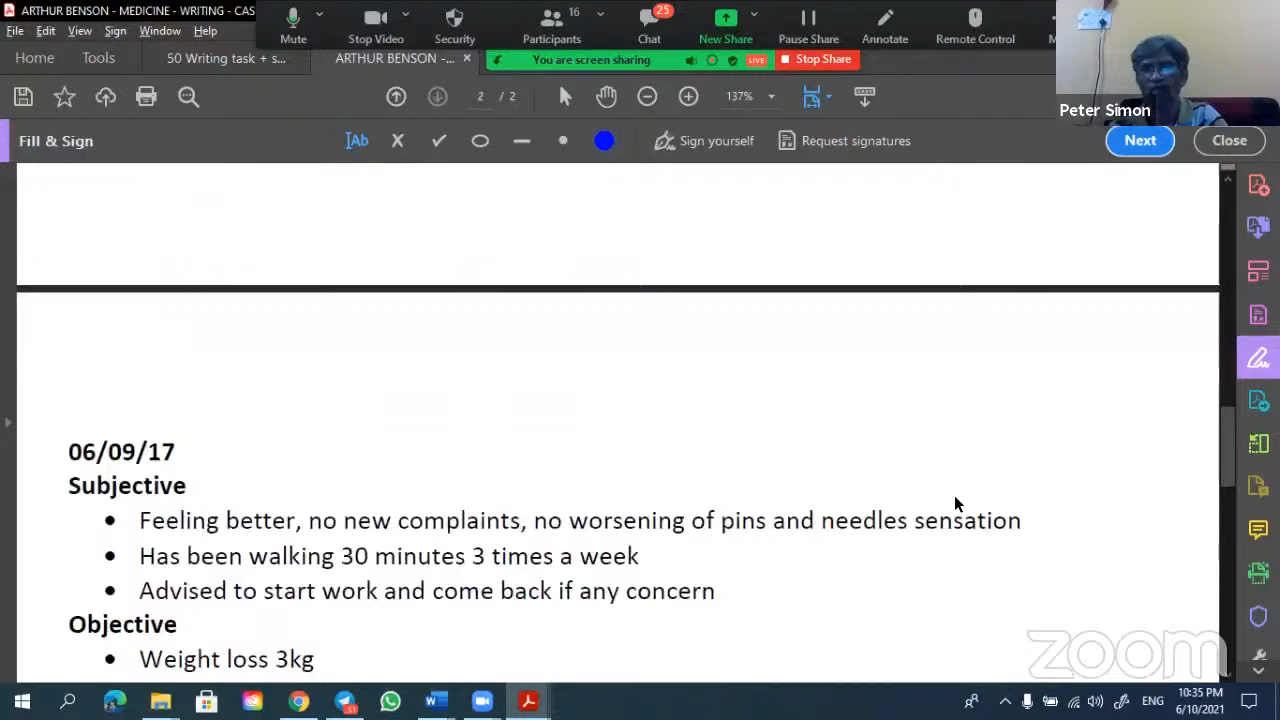 ARTHUR BENSON - MEDICINE - WRITING - CAS
File Edit View Sign Window Help
Mute Stop Video Security Participants 16 Chat 25 New Share Pause Share Annotate Remote Control
Home Tools 50 Writing task + s... ARTHUR BENSON -... × You are screen sharing LIVE Stop Share
2 / 2 137%
Peter Simon
Fill & Sign Ab Sign yourself Request signatures Next Close
06/09/17
Subjective
• Feeling better, no new complaints, no worsening of pins and needles sensation
• Has been walking 30 minutes 3 times a week
• Advised to start work and come back if any concern
Objective
• Weight loss 3kg
zoom
ENG 10:35 PM
6/10/2021